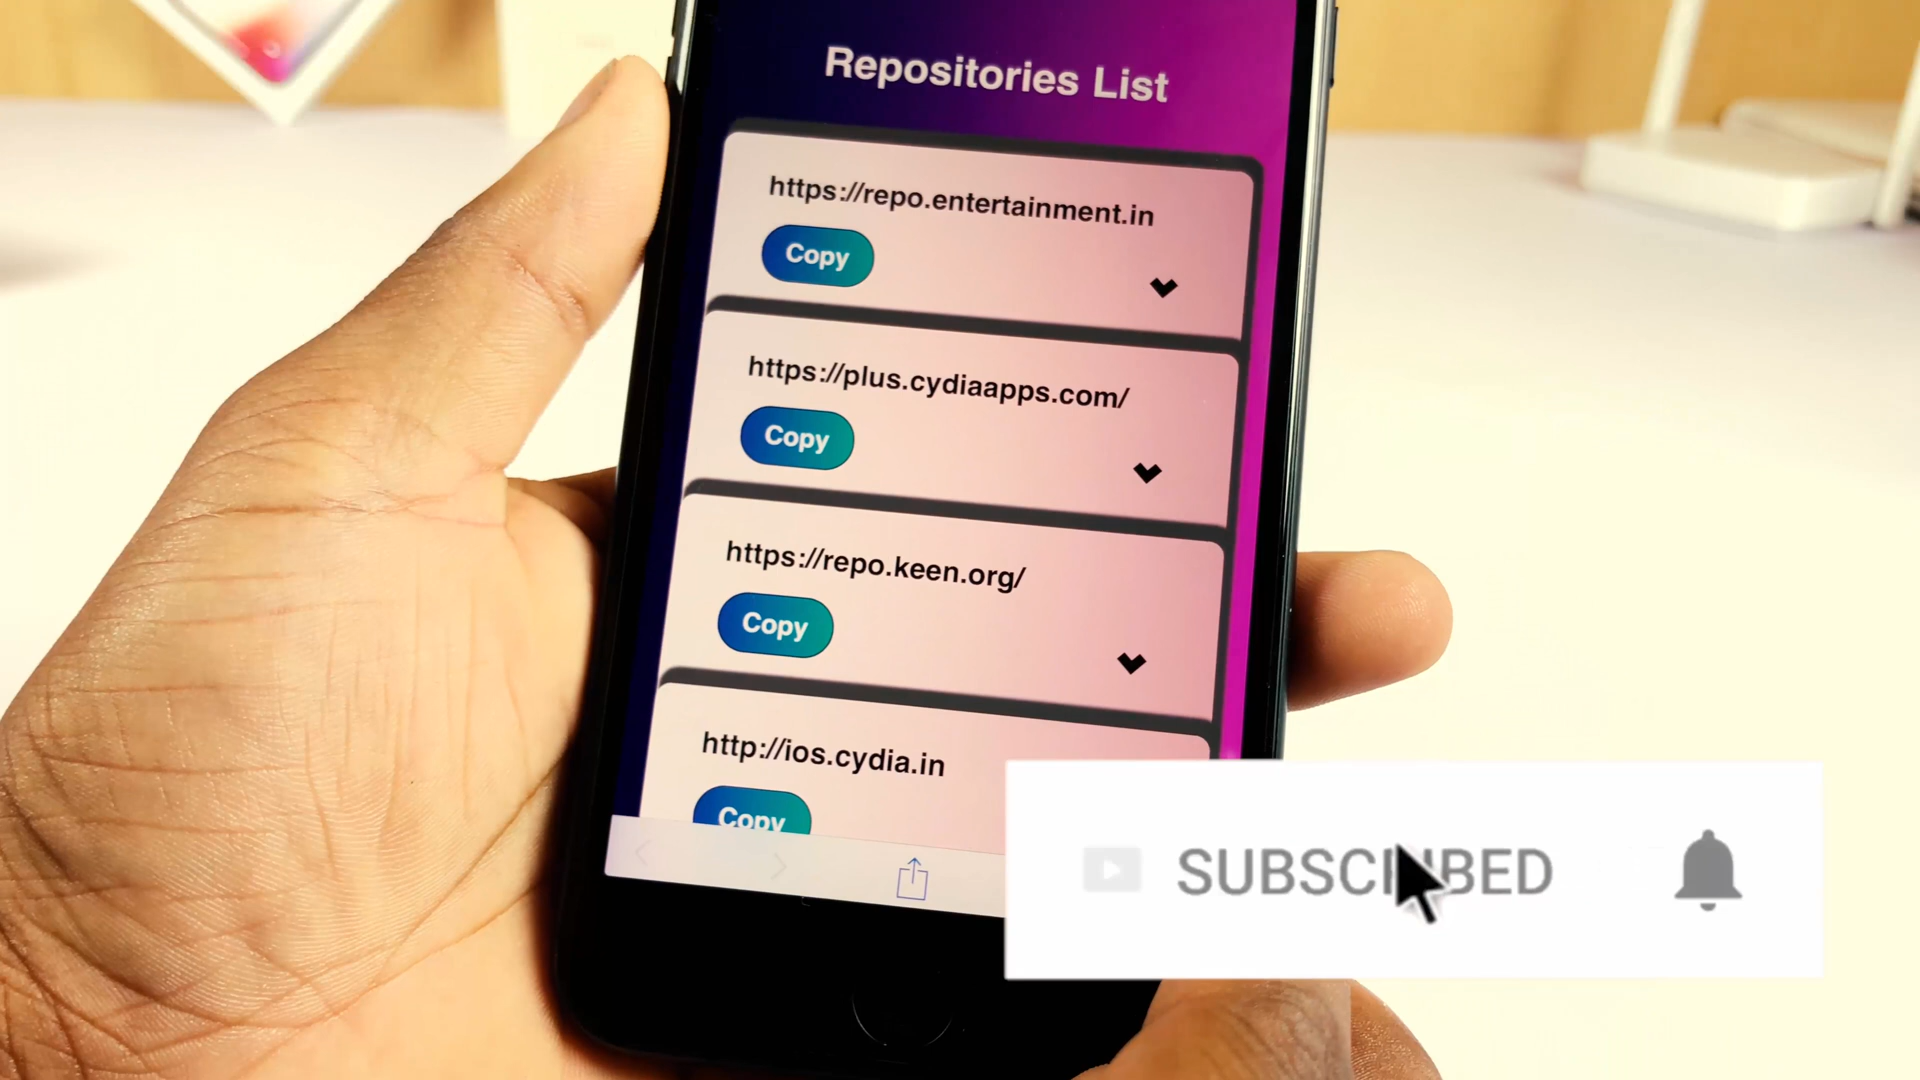 Repositories List
https://repo.entertainment.in
Copy
https://plus.cydiaapps.com/
Copy
https://repo.keen.org/
Copy
http://ios.cydia.in
Copy
SUBSCRIBED